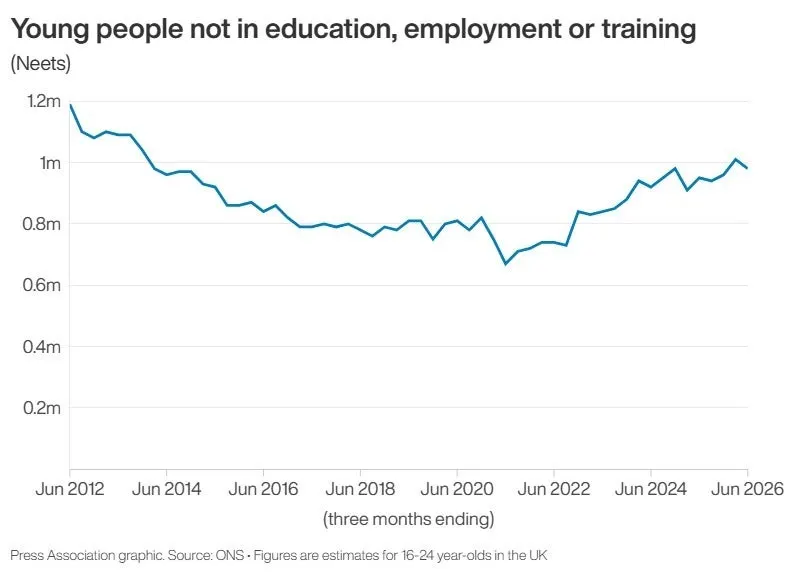 Young people not in education, employment or training
(Neets)
1.2m
1m
0.8m
0.6m
0.4m
0.2m
Jun 2012 Jun 2014 Jun 2016 Jun 2018 Jun 2020 Jun 2022 Jun 2024 Jun 2026
(three months ending)
Press Association graphic. Source: ONS • Figures are estimates for 16-24 year-olds in the UK